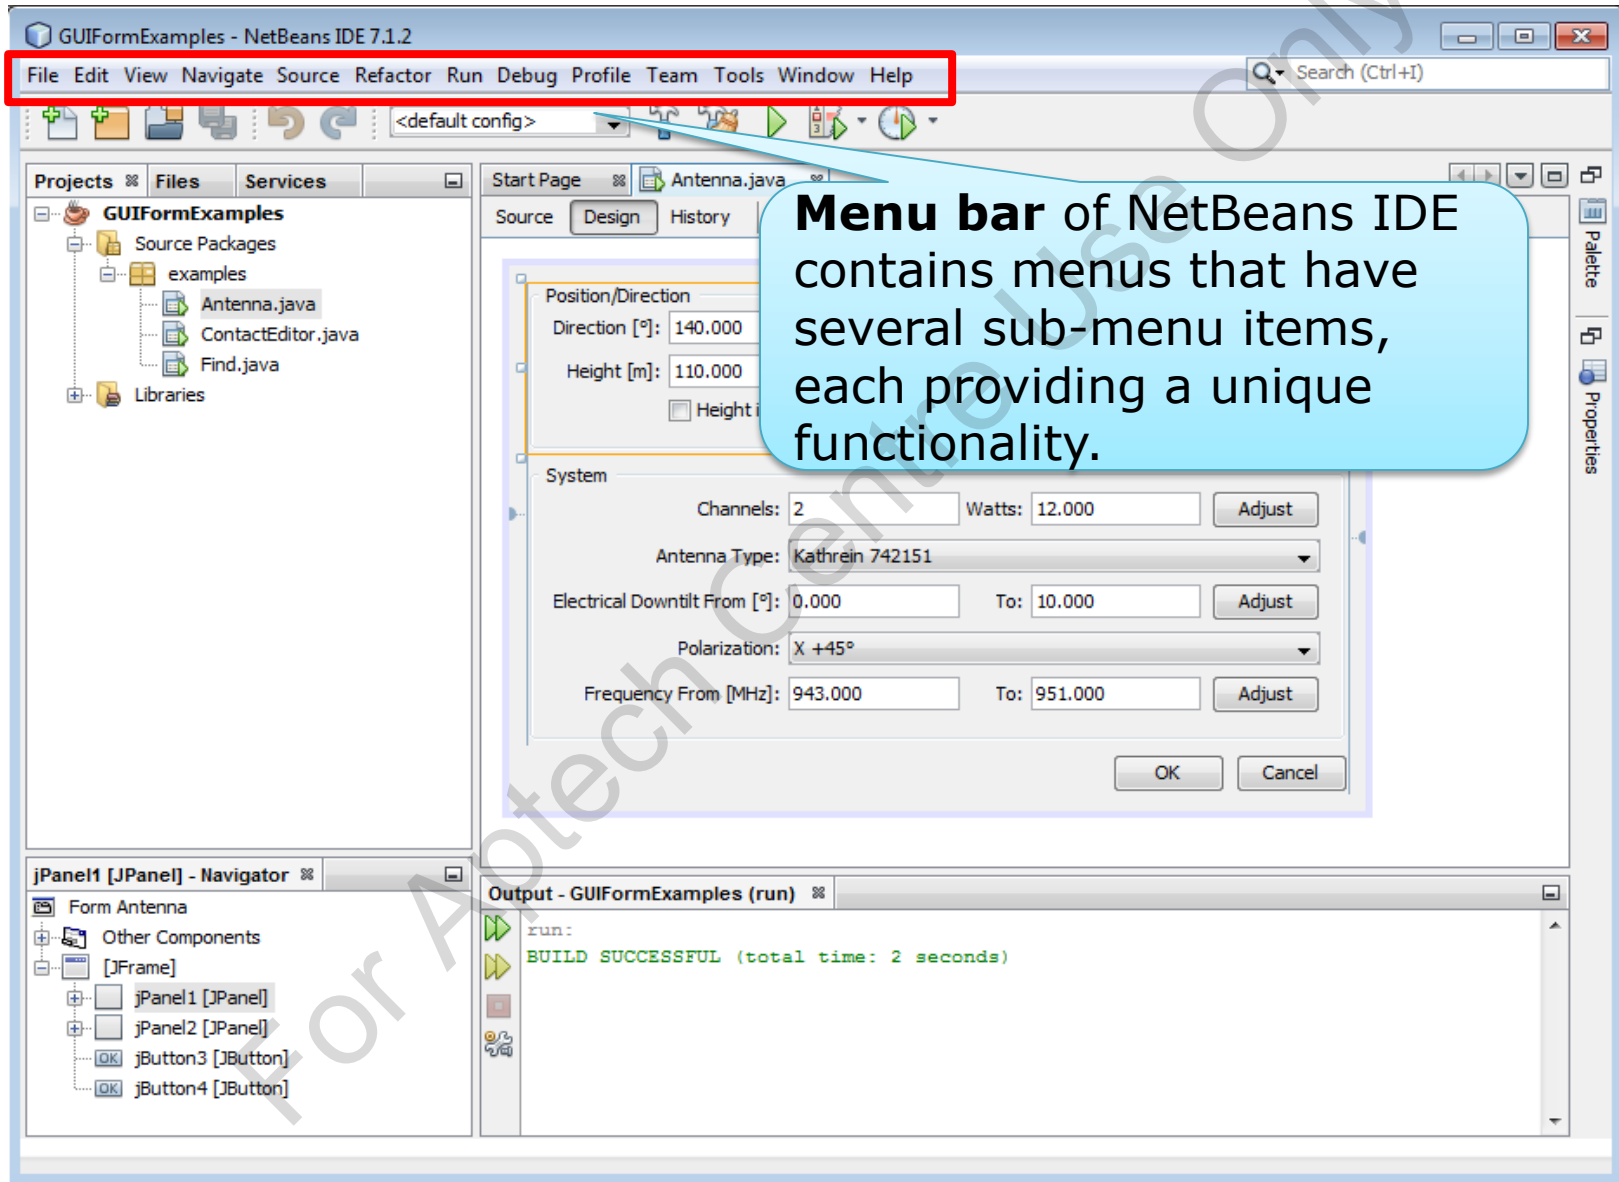 GUIFormExamples - NetBeans IDE 7.1.2
File Edit View Navigate Source Refactor Run Debug Profile Team Tools Window Help
Search (Ctrl+I)
<default config>
Projects Files Services
GUIFormExamples
Source Packages
examples
Antenna.java
ContactEditor.java
Find.java
Libraries
Start Page Antenna.java
Source Design History
Menu bar of NetBeans IDE
contains menus that have
several sub-menu items,
each providing a unique
functionality.
Position/Direction
Direction [°]: 140.000
Height [m]: 110.000
Height i
System
Channels: 2 Watts: 12.000 Adjust
Antenna Type: Kathrein 742151
Electrical Downtilt From [°]: 0.000 To: 10.000 Adjust
Polarization: X +45°
Frequency From [MHz]: 943.000 To: 951.000 Adjust
OK Cancel
Palette
Properties
jPanel1 [JPanel] - Navigator
Form Antenna
Other Components
[JFrame]
jPanel1 [JPanel]
jPanel2 [JPanel]
OK jButton3 [JButton]
OK jButton4 [JButton]
Output - GUIFormExamples (run)
run:
BUILD SUCCESSFUL (total time: 2 seconds)
For Aptech Centre Use Only